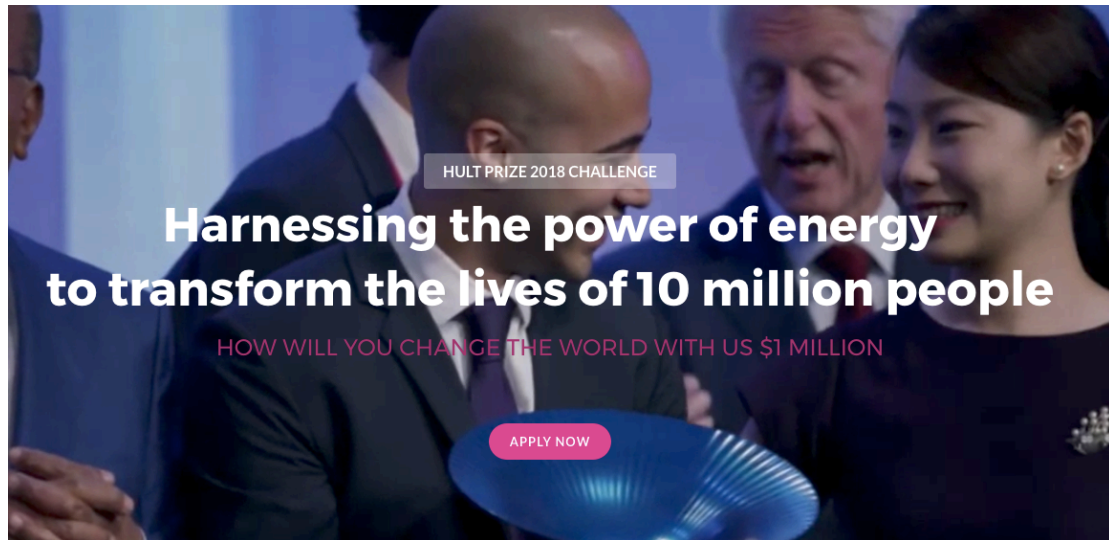 HULT PRIZE 2018 CHALLENGE
Harnessing the power of energy
to transform the lives of 10 million people
HOW WILL YOU CHANGE THE WORLD WITH US $1 MILLION
APPLY NOW